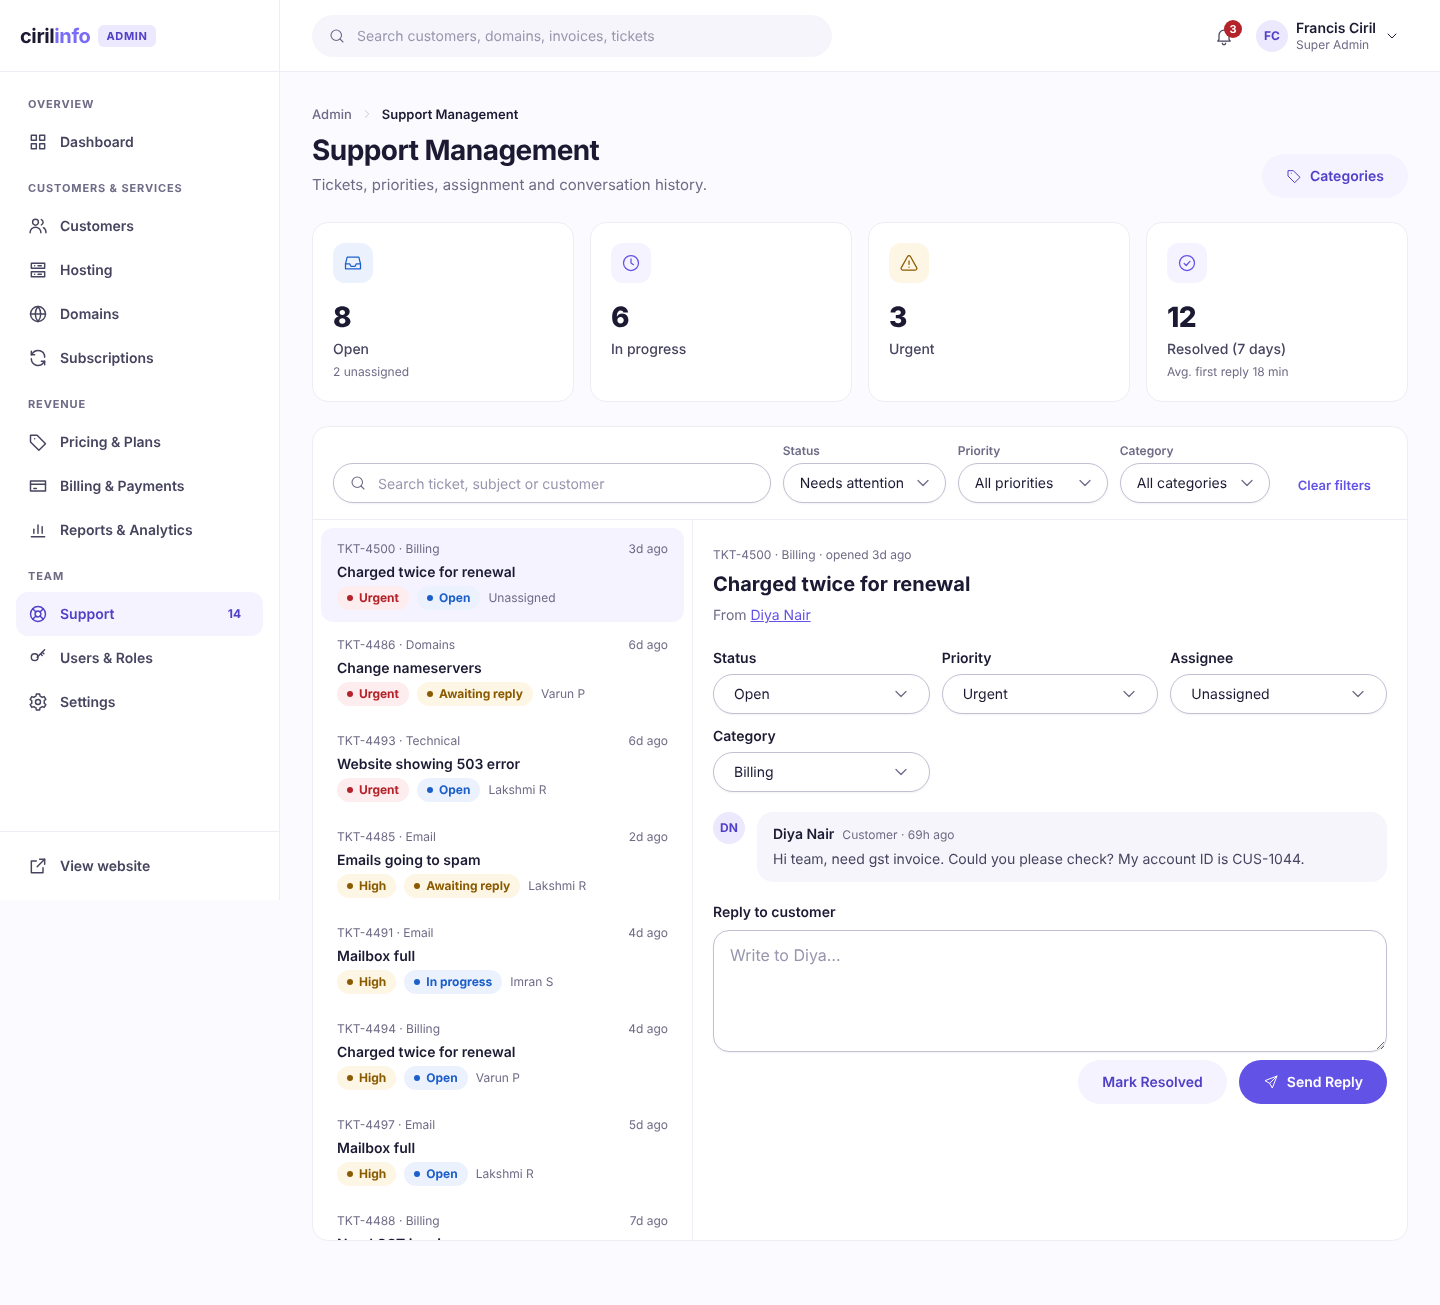 cirilinfo ADMIN
Search customers, domains, invoices, tickets
3
FC
Francis Ciril
Super Admin
OVERVIEW
Dashboard
CUSTOMERS & SERVICES
Customers
Hosting
Domains
Subscriptions
REVENUE
Pricing & Plans
Billing & Payments
Reports & Analytics
TEAM
Support 14
Users & Roles
Settings
View website
Admin Support Management
Support Management
Tickets, priorities, assignment and conversation history.
Categories
8
Open
2 unassigned
6
In progress
3
Urgent
12
Resolved (7 days)
Avg. first reply 18 min
Search ticket, subject or customer
Status
Needs attention
Priority
All priorities
Category
All categories
Clear filters
TKT-4500 · Billing 3d ago
Charged twice for renewal
Urgent Open Unassigned
TKT-4486 · Domains 6d ago
Change nameservers
Urgent Awaiting reply Varun P
TKT-4493 · Technical 6d ago
Website showing 503 error
Urgent Open Lakshmi R
TKT-4485 · Email 2d ago
Emails going to spam
High Awaiting reply Lakshmi R
TKT-4491 · Email 4d ago
Mailbox full
High In progress Imran S
TKT-4494 · Billing 4d ago
Charged twice for renewal
High Open Varun P
TKT-4497 · Email 5d ago
Mailbox full
High Open Lakshmi R
TKT-4488 · Billing 7d ago
TKT-4500 · Billing · opened 3d ago
Charged twice for renewal
From Diya Nair
Status
Open
Priority
Urgent
Assignee
Unassigned
Category
Billing
DN
Diya Nair Customer · 69h ago
Hi team, need gst invoice. Could you please check? My account ID is CUS-1044.
Reply to customer
Write to Diya...
Mark Resolved
Send Reply